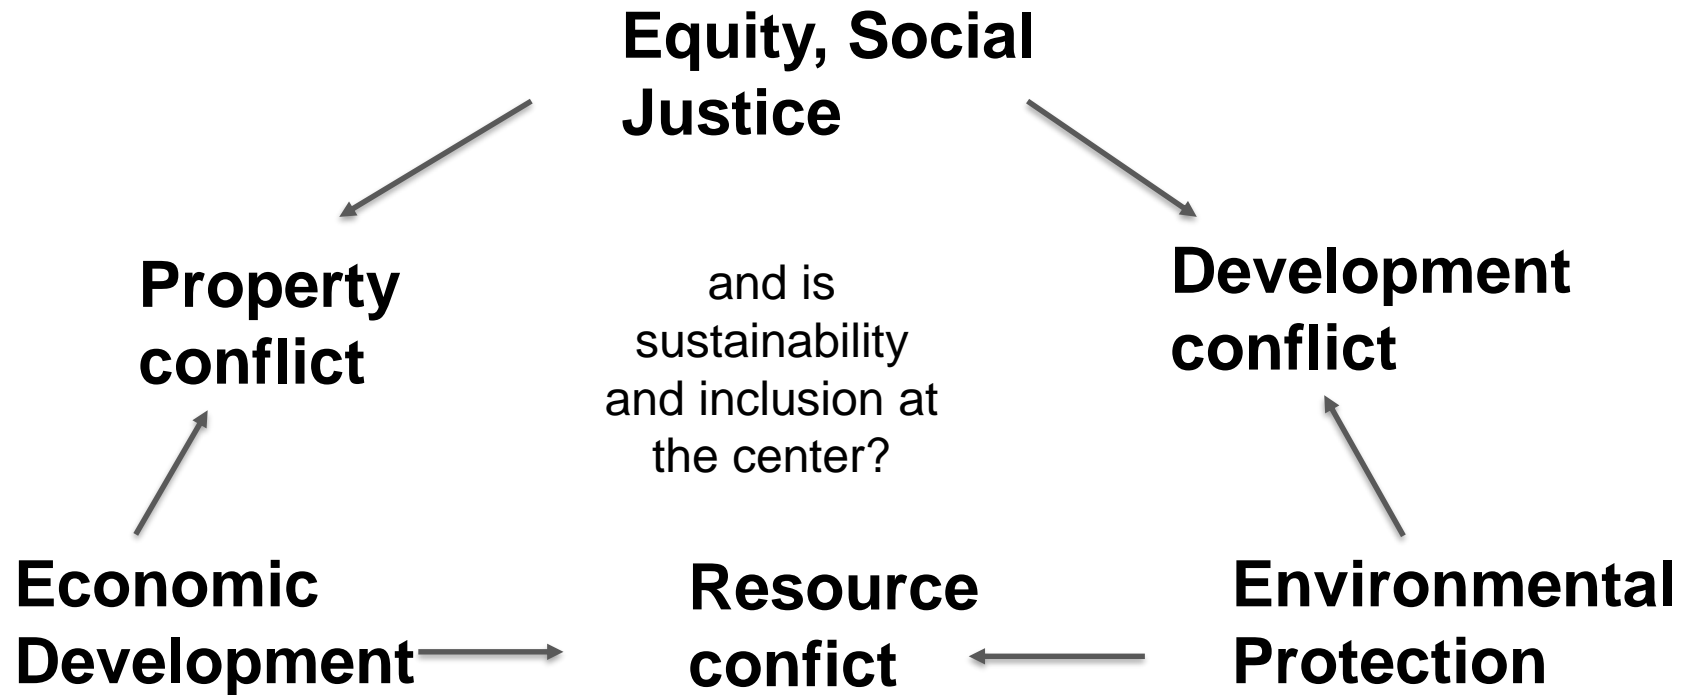 Equity, Social
Justice
Property
conflict
and is
sustainability
and inclusion at
the center?
Development
conflict
Economic
Development
Resource
confict
Environmental
Protection